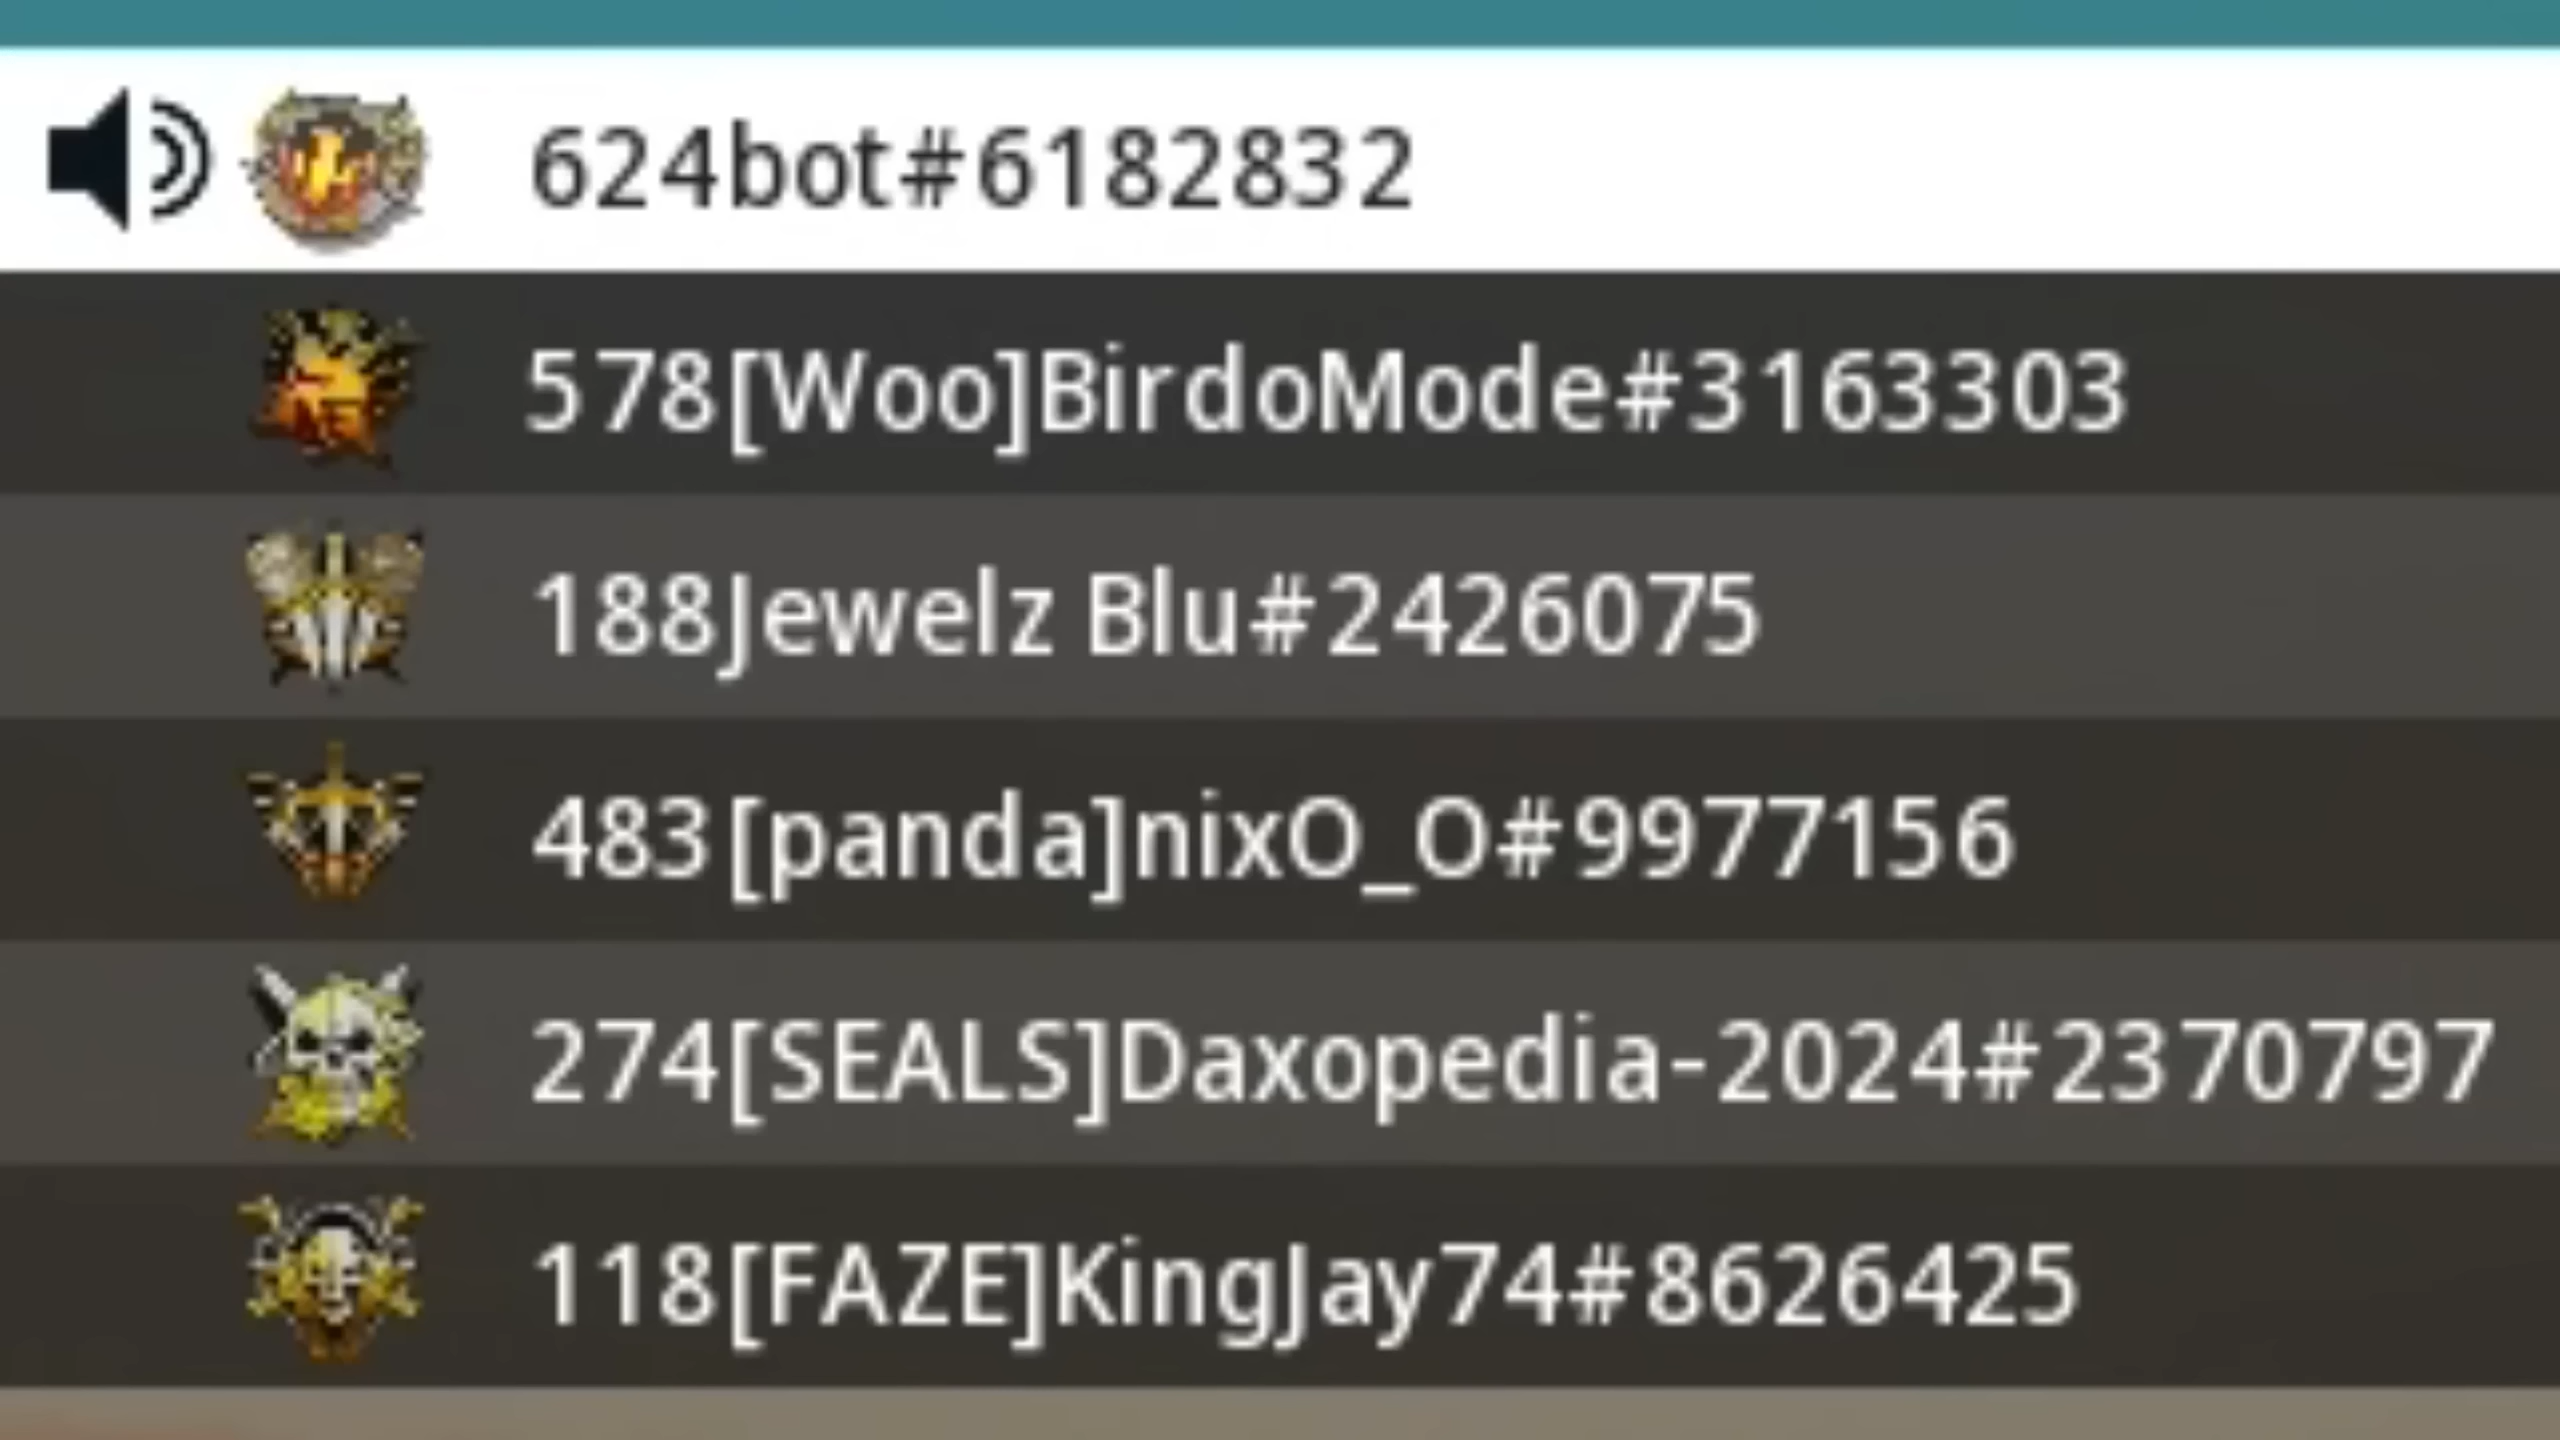 624bot#6182832
578[Woo]BirdoMode#3163303
188Jewelz Blu#2426075
483[panda]nixO_O#9977156
274[SEALS]Daxopedia-2024#2370797
118[FAZE]KingJay74#8626425